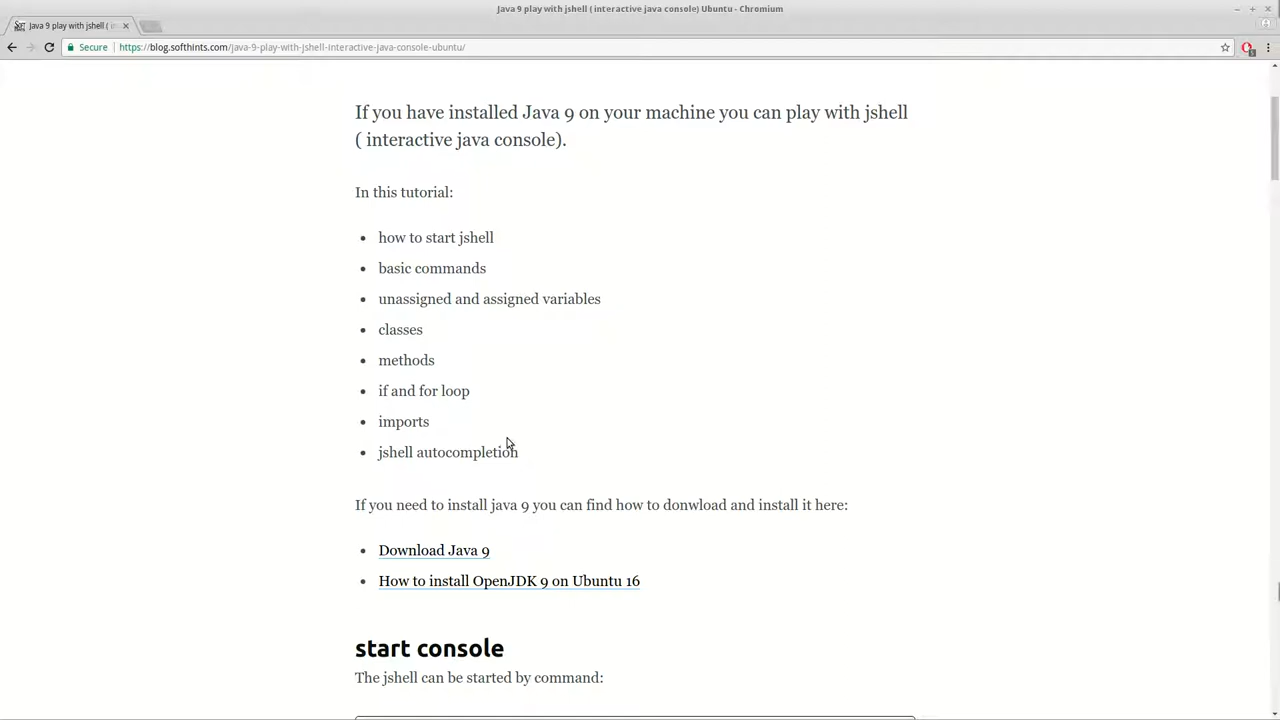 Java 9 play with jshell ( interactive java console) Ubuntu - Chromium
Java 9 play with jshell ( in
Secure
https://blog.softhints.com/java-9-play-with-jshell-interactive-java-console-ubuntu/
If you have installed Java 9 on your machine you can play with jshell
( interactive java console).
In this tutorial:
how to start jshell
basic commands
unassigned and assigned variables
classes
methods
if and for loop
imports
jshell autocompletion
If you need to install java 9 you can find how to donwload and install it here:
Download Java 9
How to install OpenJDK 9 on Ubuntu 16
start console
The jshell can be started by command: